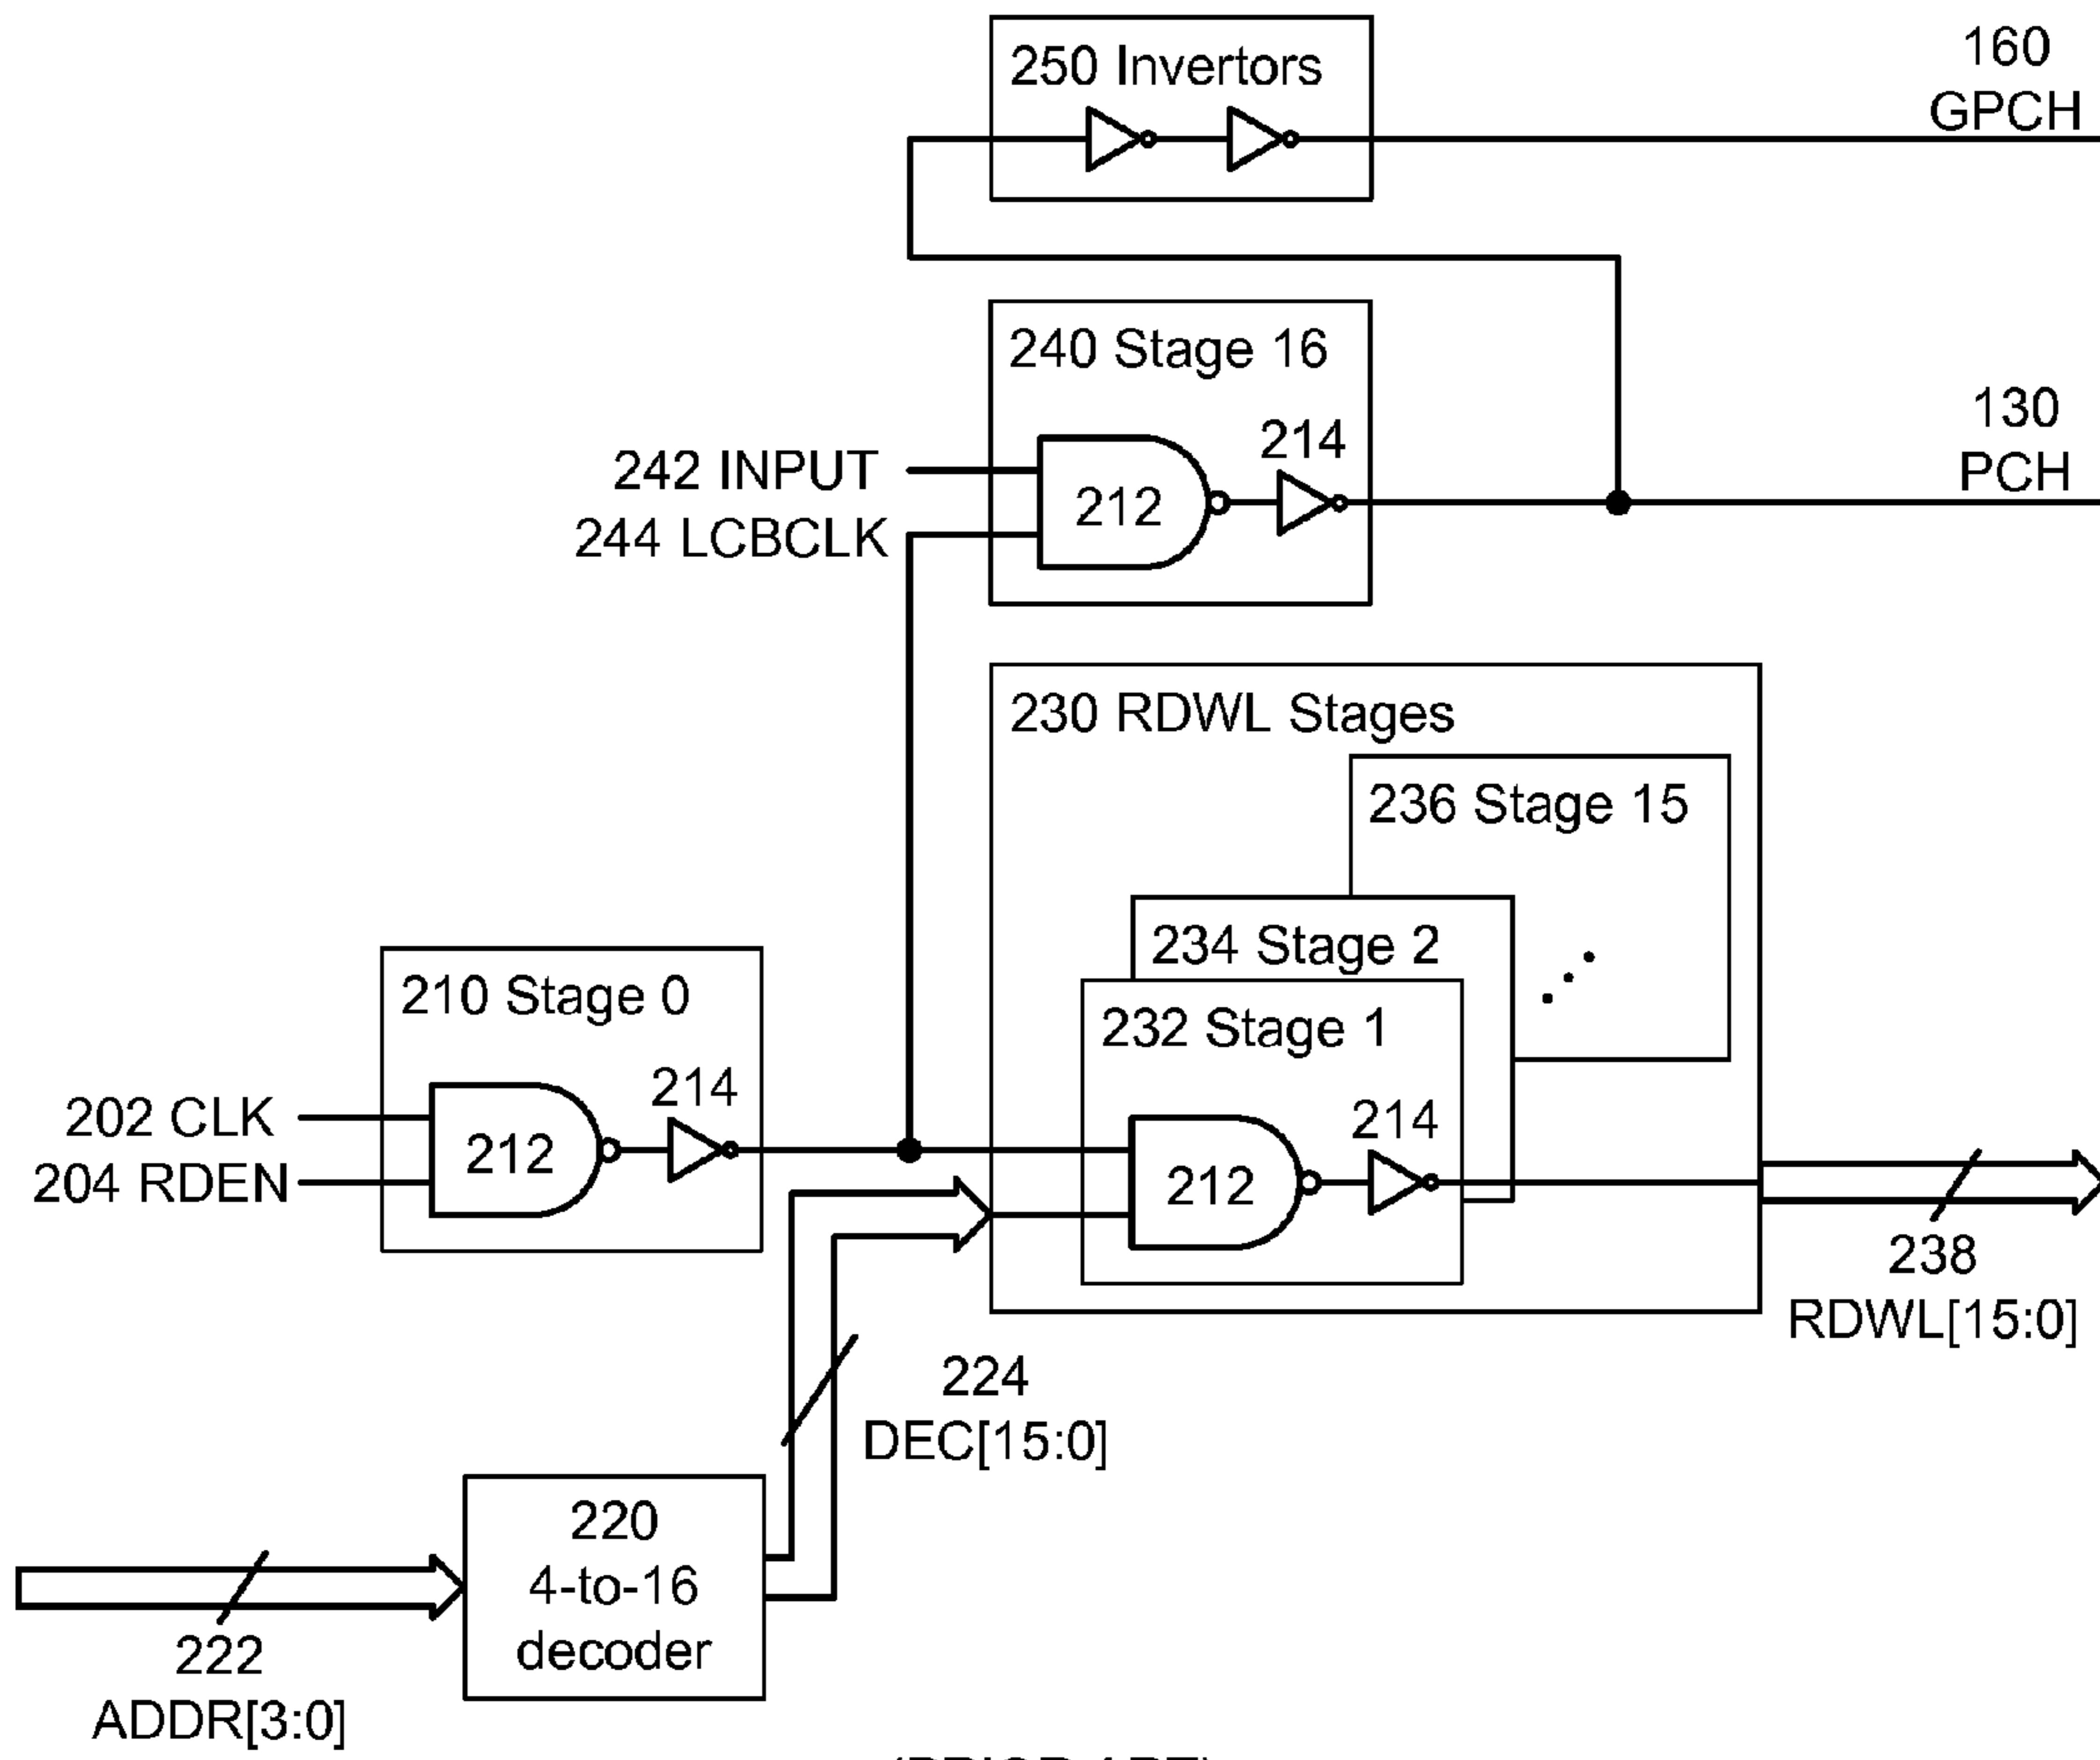 250 Invertors
160
GPCH
240 Stage 16
214
212
242 INPUT
244 LCBCLK
130
PCH
230 RDWL Stages
236 Stage 15
234 Stage 2
232 Stage 1
214
212
210 Stage 0
214
212
202 CLK
204 RDEN
238
RDWL[15:0]
224
DEC[15:0]
220
4-to-16
decoder
222
ADDR[3:0]